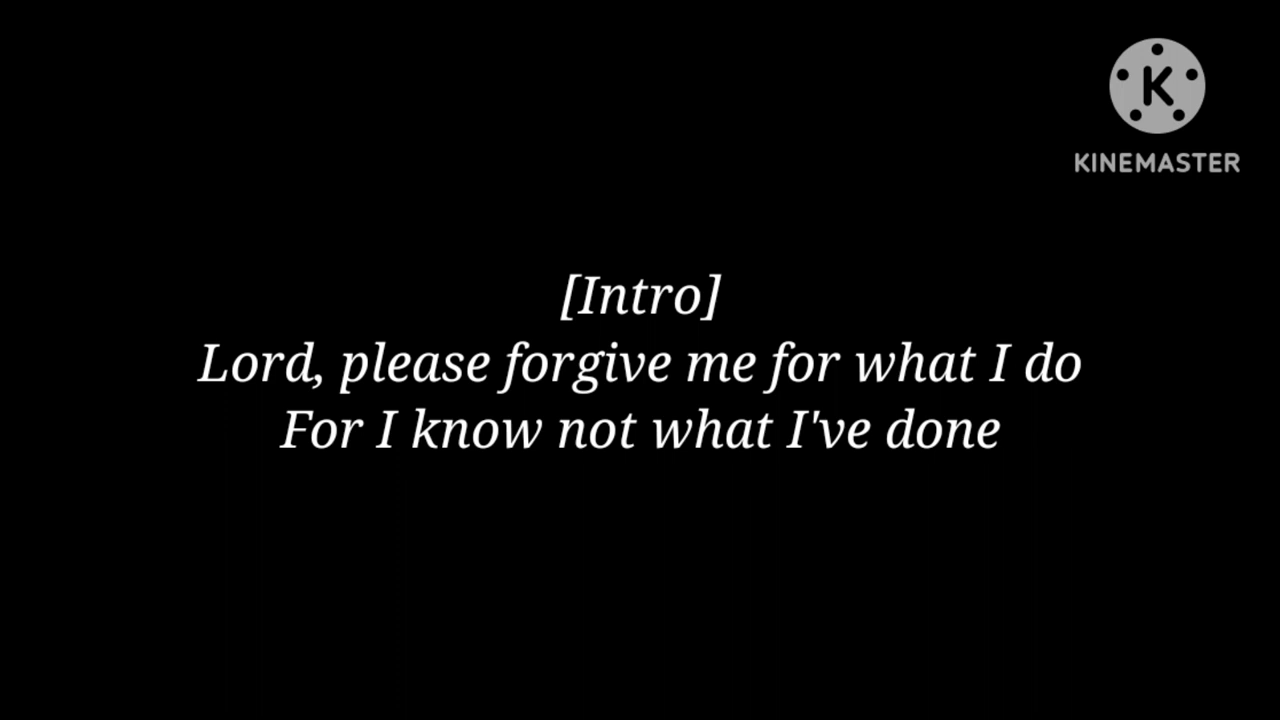 K
KINEMASTER
[Intro]
Lord, please forgive me for what I do
For I know not what I've done